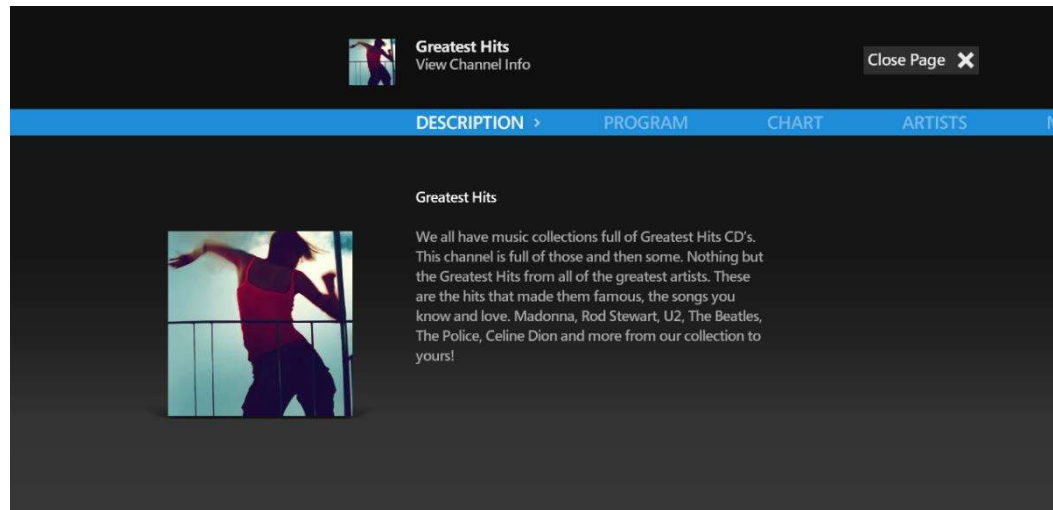 Greatest Hits
View Channel Info
Close Page
DESCRIPTION > PROGRAM CHART ARTISTS
Greatest Hits
We all have music collections full of Greatest Hits CD's.
This channel is full of those and then some. Nothing but
the Greatest Hits from all of the greatest artists. These
are the hits that made them famous, the songs you
know and love. Madonna, Rod Stewart, U2, The Beatles,
The Police, Celine Dion and more from our collection to
yours!